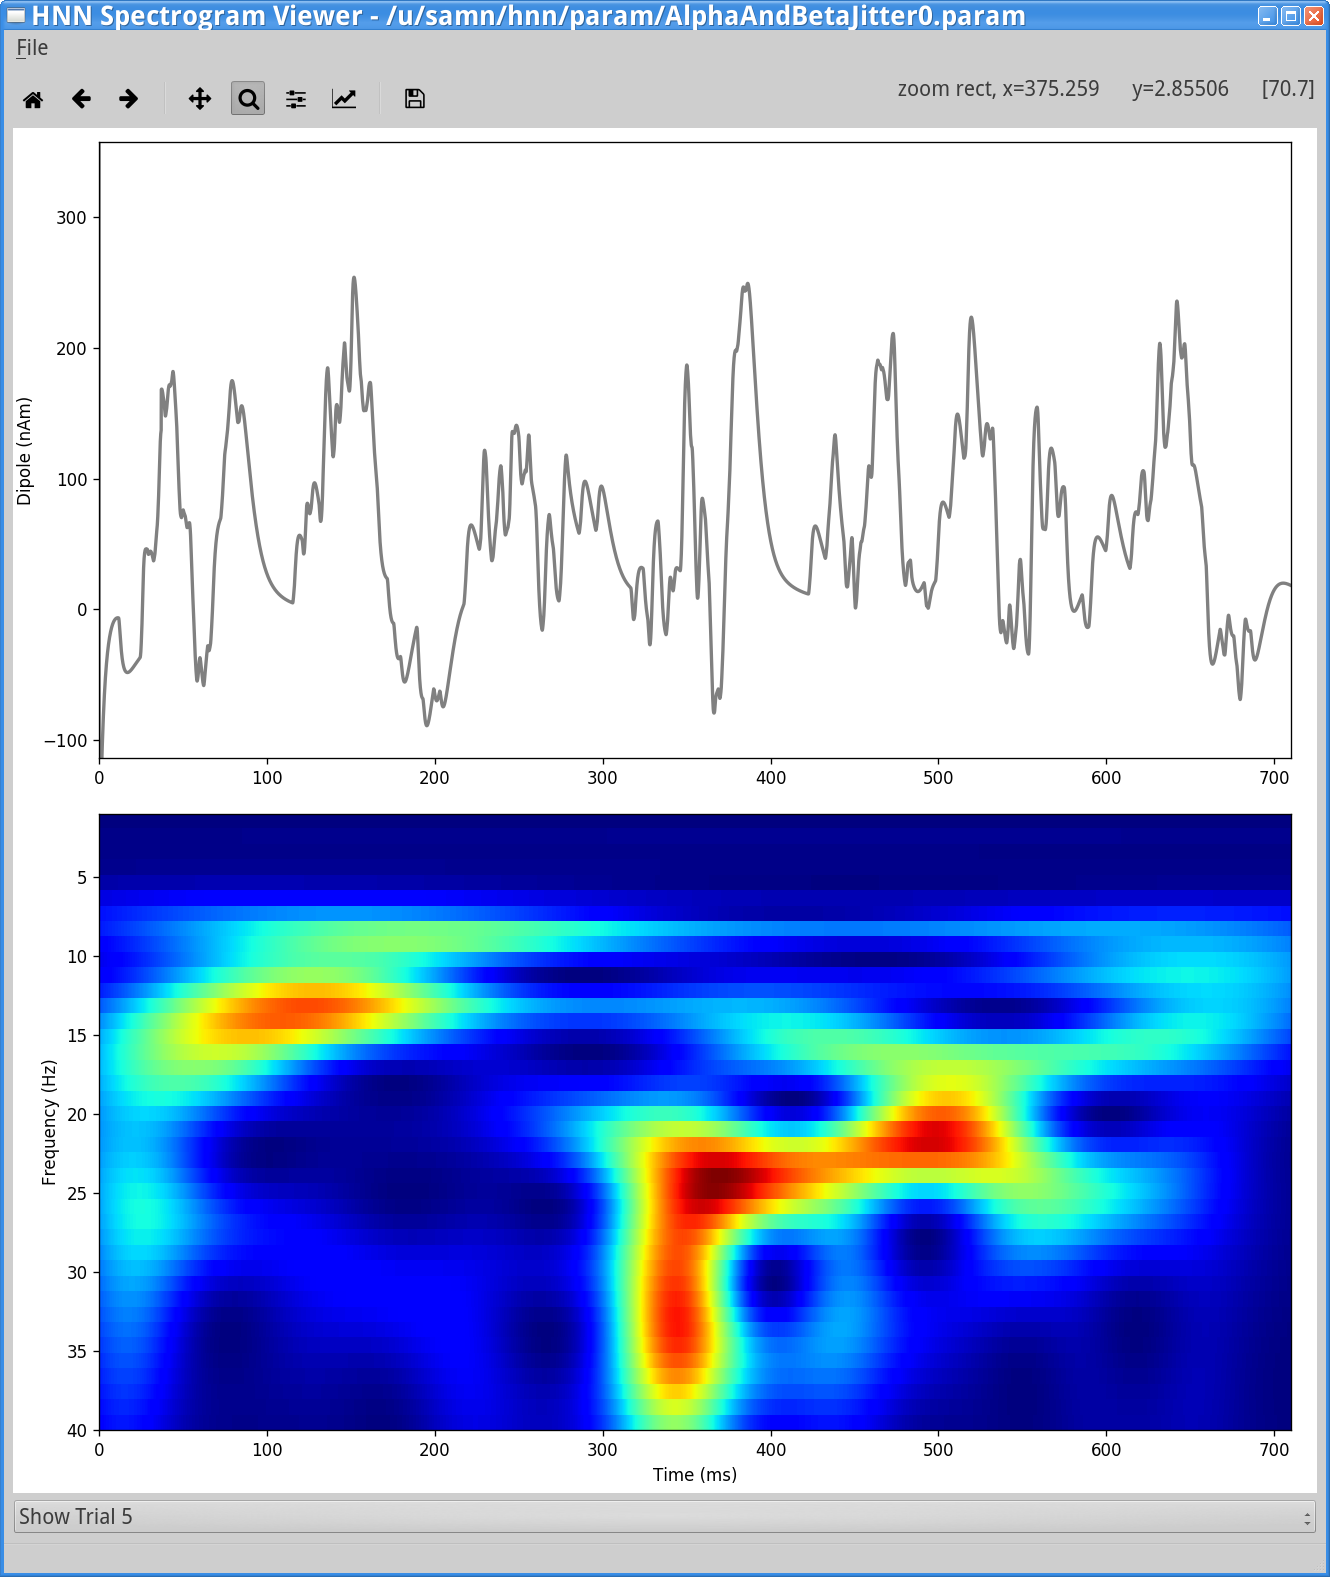 HNN Spectrogram Viewer - /u/samn/hnn/param/AlphaAndBetaJitter0.param
File
zoom rect, x=375.259 y=2.85506 [70.7]
300
200
100
0
−100
Dipole (nAm)
0 100 200 300 400 500 600 700
5
10
15
20
25
30
35
40
Frequency (Hz)
0 100 200 300 400 500 600 700
Time (ms)
Show Trial 5